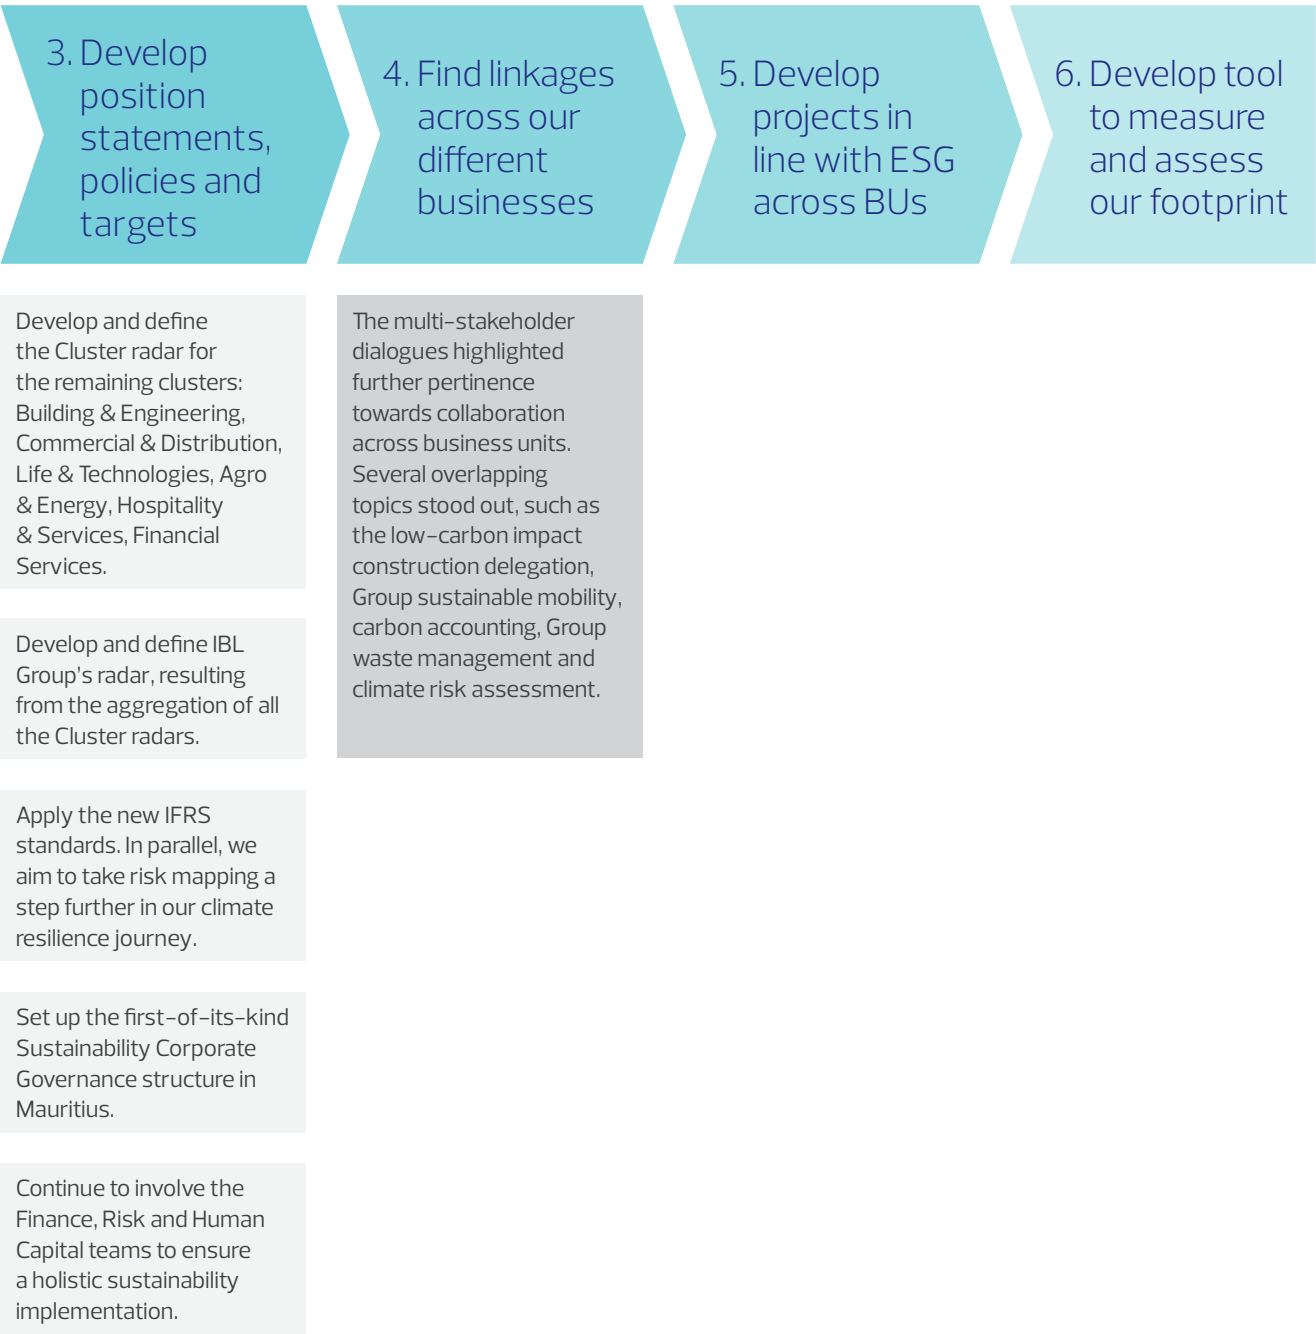 3. Develop
position
statements,
policies and
targets
4. Find linkages
across our
different
businesses
5. Develop
projects in
line with ESG
across BUs
6. Develop tool
to measure
and assess
our footprint
Develop and define
the Cluster radar for
the remaining clusters:
Building & Engineering,
Commercial & Distribution,
Life & Technologies, Agro
& Energy, Hospitality
& Services, Financial
Services.
Develop and define IBL
Group's radar, resulting
from the aggregation of all
the Cluster radars.
Apply the new IFRS
standards. In parallel, we
aim to take risk mapping a
step further in our climate
resilience journey.
Set up the first-of-its-kind
Sustainability Corporate
Governance structure in
Mauritius.
Continue to involve the
Finance, Risk and Human
Capital teams to ensure
a holistic sustainability
implementation.
The multi-stakeholder
dialogues highlighted
further pertinence
towards collaboration
across business units.
Several overlapping
topics stood out, such as
the low-carbon impact
construction delegation,
Group sustainable mobility,
carbon accounting, Group
waste management and
climate risk assessment.